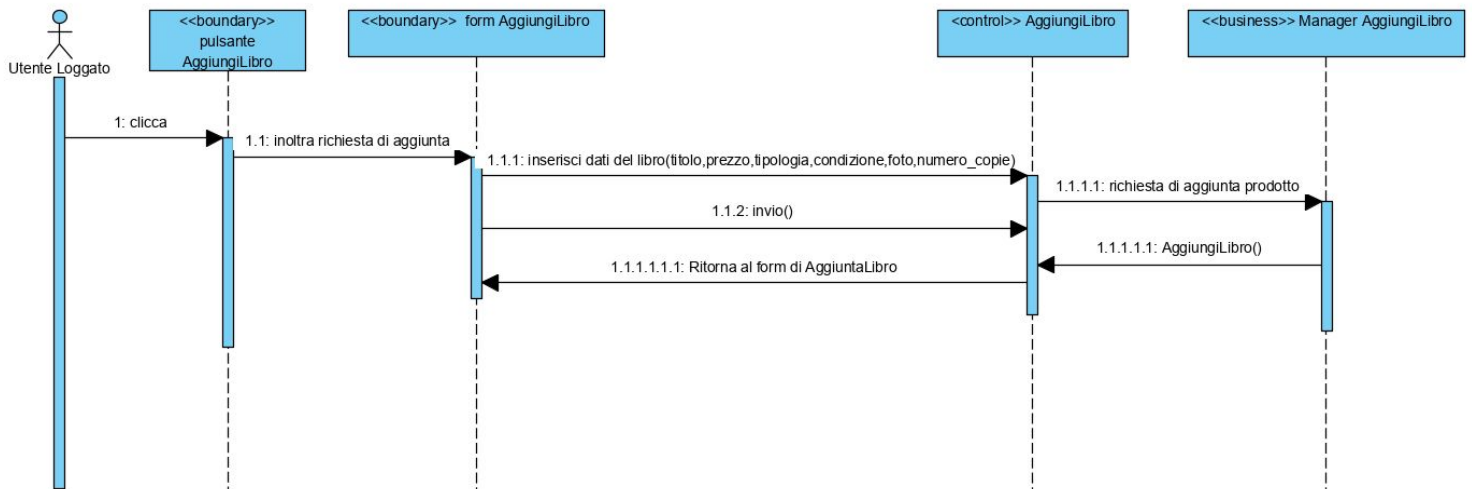 <<boundary>>
pulsante
AggiungiLibro
<<boundary>> form AggiungiLibro
<control>> AggiungiLibro
<<business>> Manager AggiungiLibro
Utente Loggato
1: clicca
1.1: inoltra richiesta di aggiunta
1.1.1: inserisci dati del libro(titolo,prezzo,tipologia,condizione,foto,numero_copie)
1.1.1.1: richiesta di aggiunta prodotto
1.1.2: invio()
1.1.1.1.1: AggiungiLibro()
1.1.1.1.1.1: Ritorna al form di AggiuntaLibro